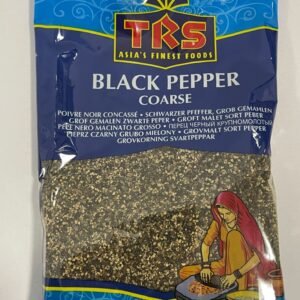 TRS
ASIA'S FINEST FOODS
BLACK PEPPER
COARSE
POIVRE NOIR CONCASSÉ • SCHWARZER PFEFFER, GROB GEMAHLEN
GROF GEMALEN ZWARTE PEPER • GROFT MALET SORT PEBER
PEPE NERO MACINATO GROSSO • ПЕРЕЦ ЧЕРНЫЙ КРУПНОМОЛОТЫЙ
PIEPRZ CZARNY GRUBO MIELONY • GROVMALT SORT PEPPER
GROVKORNING SVARTPEPPAR